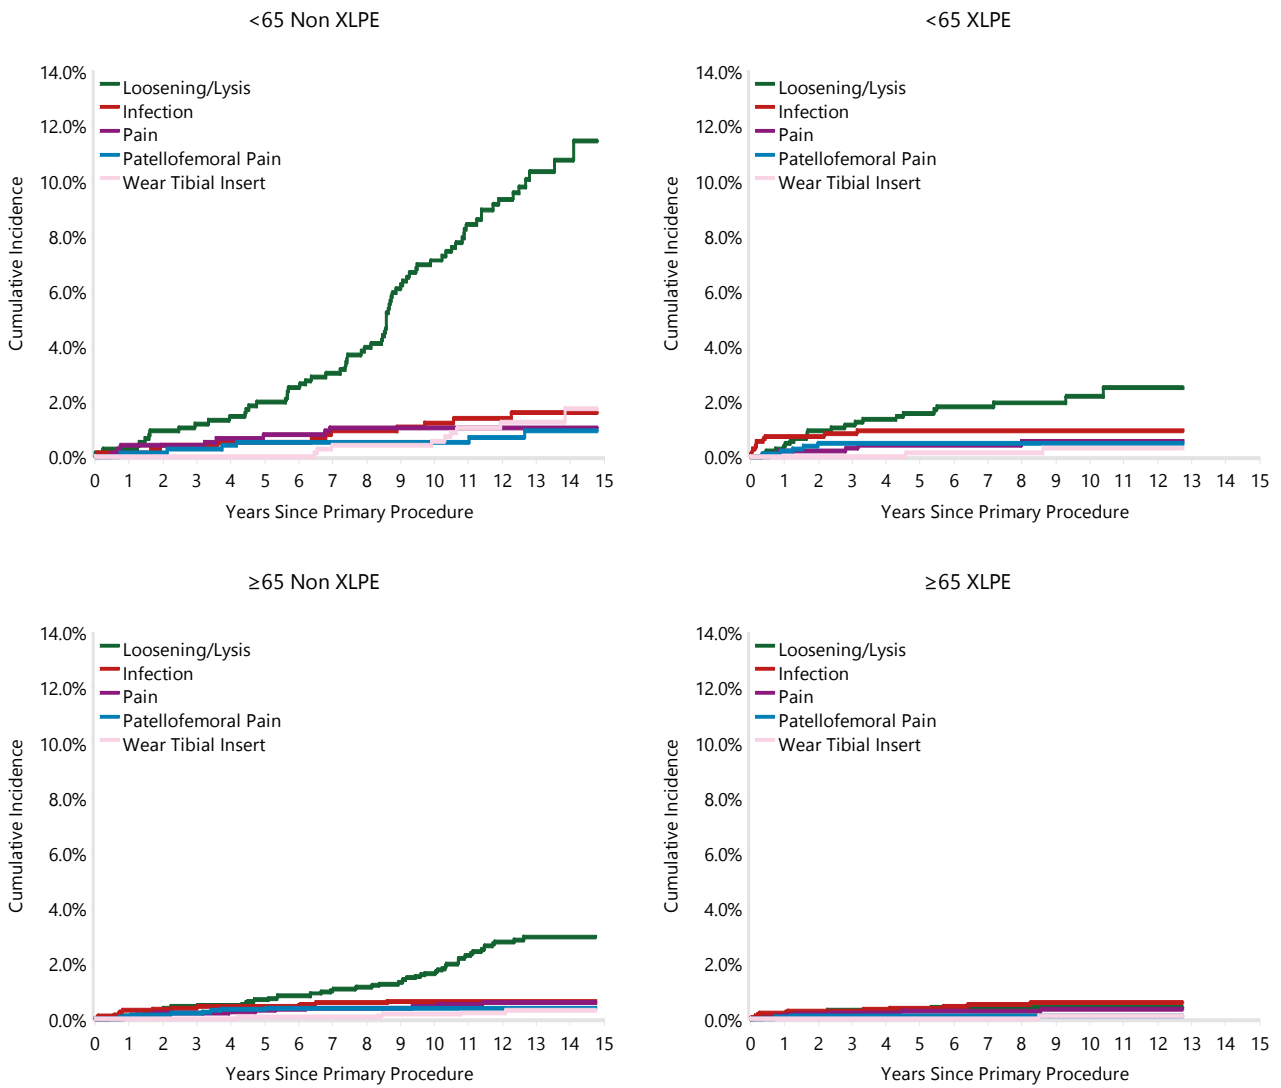 <65 Non XLPE
14.0%
12.0%
10.0%
8.0%
6.0%
4.0%
2.0%
0.0%
Cumulative Incidence
Loosening/Lysis
Infection
Pain
Patellofemoral Pain
Wear Tibial Insert
0 1 2 3 4 5 6 7 8 9 10 11 12 13 14 15
Years Since Primary Procedure
<65 XLPE
14.0%
12.0%
10.0%
8.0%
6.0%
4.0%
2.0%
0.0%
Cumulative Incidence
Loosening/Lysis
Infection
Pain
Patellofemoral Pain
Wear Tibial Insert
0 1 2 3 4 5 6 7 8 9 10 11 12 13 14 15
Years Since Primary Procedure
≥65 Non XLPE
14.0%
12.0%
10.0%
8.0%
6.0%
4.0%
2.0%
0.0%
Cumulative Incidence
Loosening/Lysis
Infection
Pain
Patellofemoral Pain
Wear Tibial Insert
0 1 2 3 4 5 6 7 8 9 10 11 12 13 14 15
Years Since Primary Procedure
≥65 XLPE
14.0%
12.0%
10.0%
8.0%
6.0%
4.0%
2.0%
0.0%
Cumulative Incidence
Loosening/Lysis
Infection
Pain
Patellofemoral Pain
Wear Tibial Insert
0 1 2 3 4 5 6 7 8 9 10 11 12 13 14 15
Years Since Primary Procedure